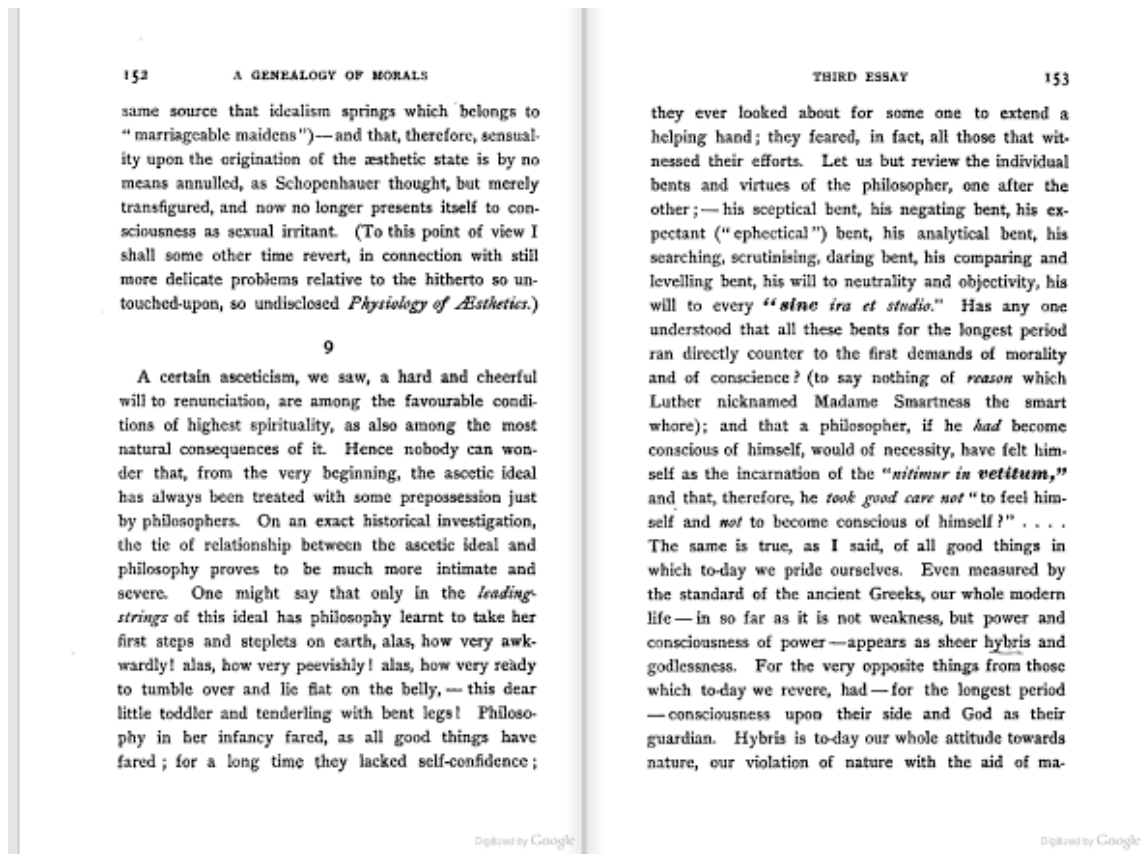 152 A GENEALOGY OF MORALS
same source that idealism springs which belongs to
“marriageable maidens”)—and that, therefore, sensual-
ity upon the origination of the æsthetic state is by no
means annulled, as Schopenhauer thought, but merely
transfigured, and now no longer presents itself to con-
sciousness as sexual irritant. (To this point of view I
shall some other time revert, in connection with still
more delicate problems relative to the hitherto so un-
touched-upon, so undisclosed Physiology of Æsthetics.)
9
A certain asceticism, we saw, a hard and cheerful
will to renunciation, are among the favourable condi-
tions of highest spirituality, as also among the most
natural consequences of it. Hence nobody can won-
der that, from the very beginning, the ascetic ideal
has always been treated with some prepossession just
by philosophers. On an exact historical investigation,
the tie of relationship between the ascetic ideal and
philosophy proves to be much more intimate and
severe. One might say that only in the leading-
strings of this ideal has philosophy learnt to take her
first steps and steplets on earth, alas, how very awk-
wardly! alas, how very peevishly! alas, how very ready
to tumble over and lie flat on the belly,—this dear
little toddler and tenderling with bent legs! Philoso-
phy in her infancy fared, as all good things have
fared; for a long time they lacked self-confidence;
Digitized by Google
THIRD ESSAY 153
they ever looked about for some one to extend a
helping hand; they feared, in fact, all those that wit-
nessed their efforts. Let us but review the individual
bents and virtues of the philosopher, one after the
other;—his sceptical bent, his negating bent, his ex-
pectant (“ephectical”) bent, his analytical bent, his
searching, scrutinising, daring bent, his comparing and
levelling bent, his will to neutrality and objectivity, his
will to every “sine ira et studio.” Has any one
understood that all these bents for the longest period
ran directly counter to the first demands of morality
and of conscience? (to say nothing of reason which
Luther nicknamed Madame Smartness the smart
whore); and that a philosopher, if he had become
conscious of himself, would of necessity, have felt him-
self as the incarnation of the “nitimur in vetitum,”
and that, therefore, he took good care not “to feel him-
self and not to become conscious of himself?” . . . .
The same is true, as I said, of all good things in
which to-day we pride ourselves. Even measured by
the standard of the ancient Greeks, our whole modern
life—in so far as it is not weakness, but power and
consciousness of power—appears as sheer hybris and
godlessness. For the very opposite things from those
which to-day we revere, had—for the longest period
—consciousness upon their side and God as their
guardian. Hybris is to-day our whole attitude towards
nature, our violation of nature with the aid of ma-
Digitized by Google